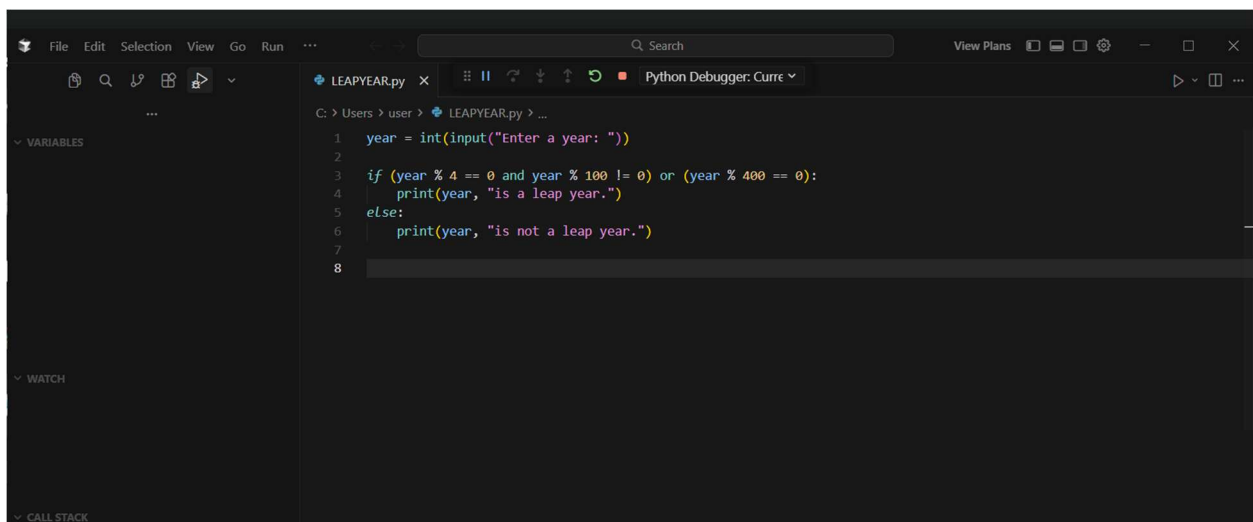 File Edit Selection View Go Run ··· Search View Plans
LEAPYEAR.py Python Debugger: Curre
···
C: > Users > user > LEAPYEAR.py > ...
VARIABLES
1 year = int(input("Enter a year: "))
2
3 if (year % 4 == 0 and year % 100 != 0) or (year % 400 == 0):
4     print(year, "is a leap year.")
5 else:
6     print(year, "is not a leap year.")
7
8
WATCH
CALL STACK